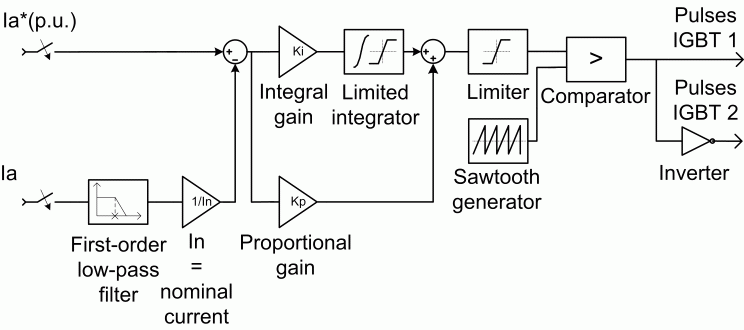 Ia*(p.u.)
Pulses
IGBT 1
+
−
Ki
+
+
>
Integral
gain
Limited
integrator
Limiter
Comparator
Pulses
IGBT 2
Ia
Sawtooth
generator
Inverter
1/In
Kp
First-order
low-pass
filter
In
=
nominal
current
Proportional
gain